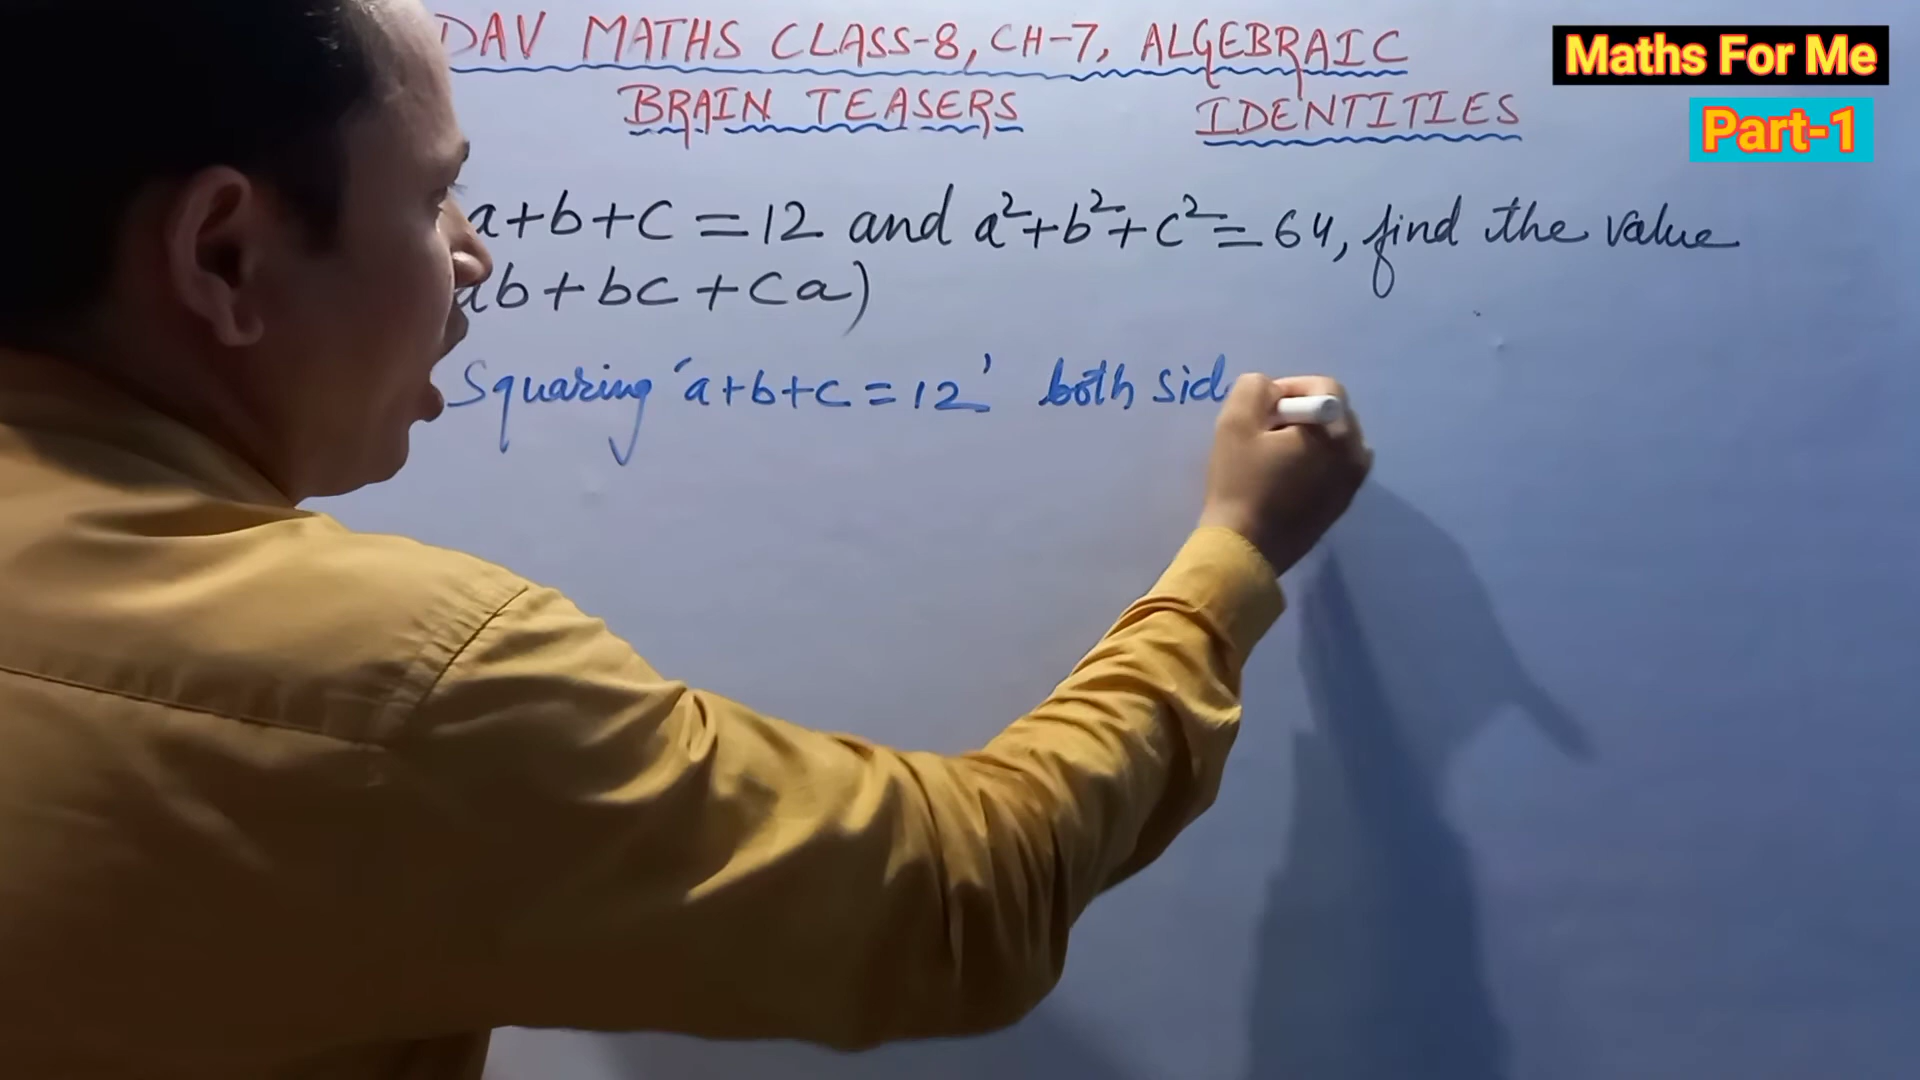 DAV MATHS CLASS-8, CH-7, ALGEBRAIC
BRAIN TEASERS IDENTITIES
Maths For Me
Part-1
a+b+c = 12 and a²+b²+c² = 64, find the value
ab + bc + ca)
Squaring 'a+b+c = 12' both sid